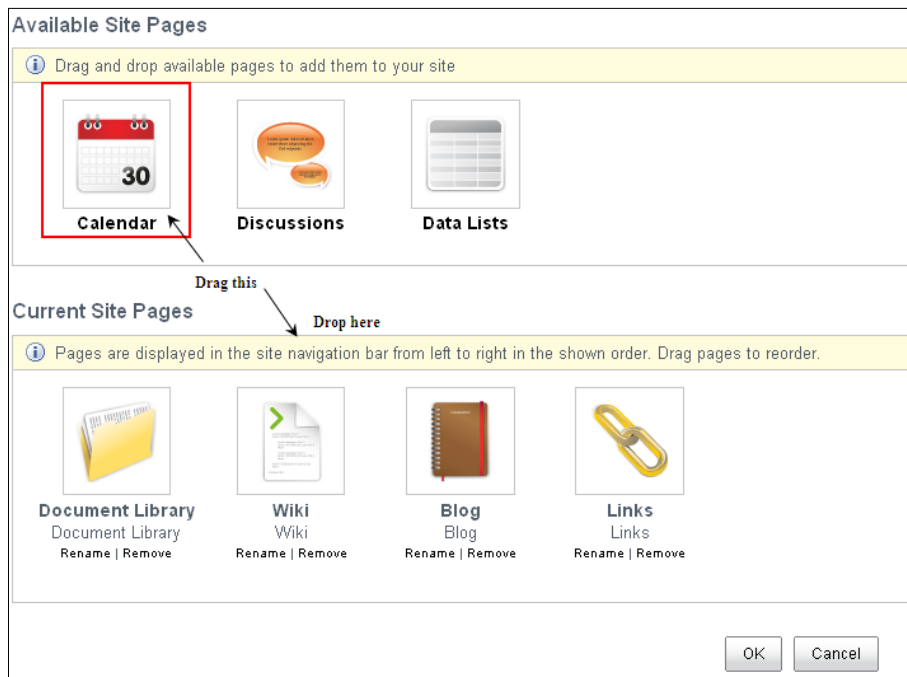 Available Site Pages
Drag and drop available pages to add them to your site
30
Calendar Discussions Data Lists
Drag this
Current Site Pages
Drop here
Pages are displayed in the site navigation bar from left to right in the shown order. Drag pages to reorder.
Document Library Wiki Blog Links
Document Library Wiki Blog Links
Rename | Remove Rename | Remove Rename | Remove Rename | Remove
OK Cancel